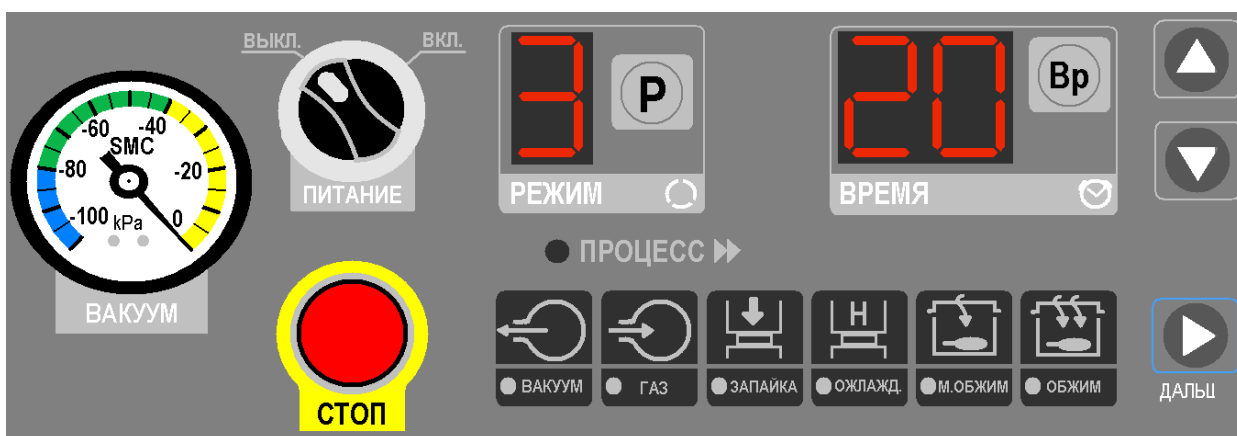 ВЫКЛ. ВКЛ.
-60 -40
SMC
-80 -20
-100 kPa 0
ВАКУУМ
ПИТАНИЕ
СТОП
3 P
РЕЖИМ
20 Вр
ВРЕМЯ
ПРОЦЕСС
H
ВАКУУМ ГАЗ ЗАПАЙКА ОЖЛАЖД. М.ОБЖИМ ОБЖИМ
ДАЛЬШ